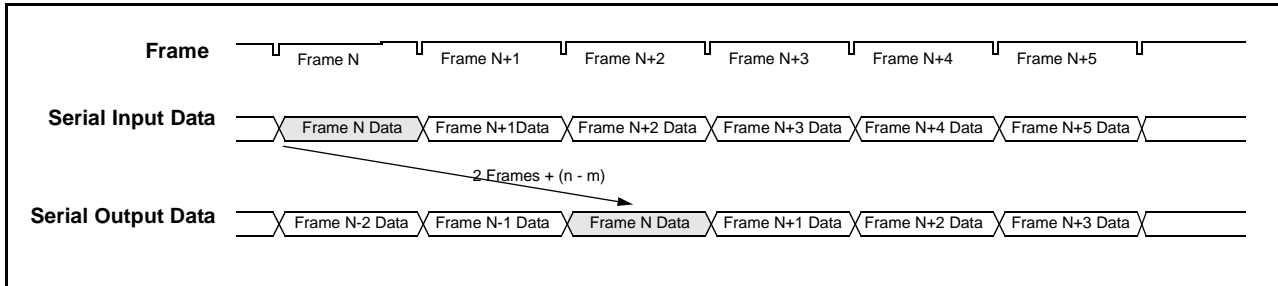 Frame
Frame N
Frame N+1
Frame N+2
Frame N+3
Frame N+4
Frame N+5
Serial Input Data
Frame N Data
Frame N+1Data
Frame N+2 Data
Frame N+3 Data
Frame N+4 Data
Frame N+5 Data
2 Frames + (n - m)
Serial Output Data
Frame N-2 Data
Frame N-1 Data
Frame N Data
Frame N+1 Data
Frame N+2 Data
Frame N+3 Data